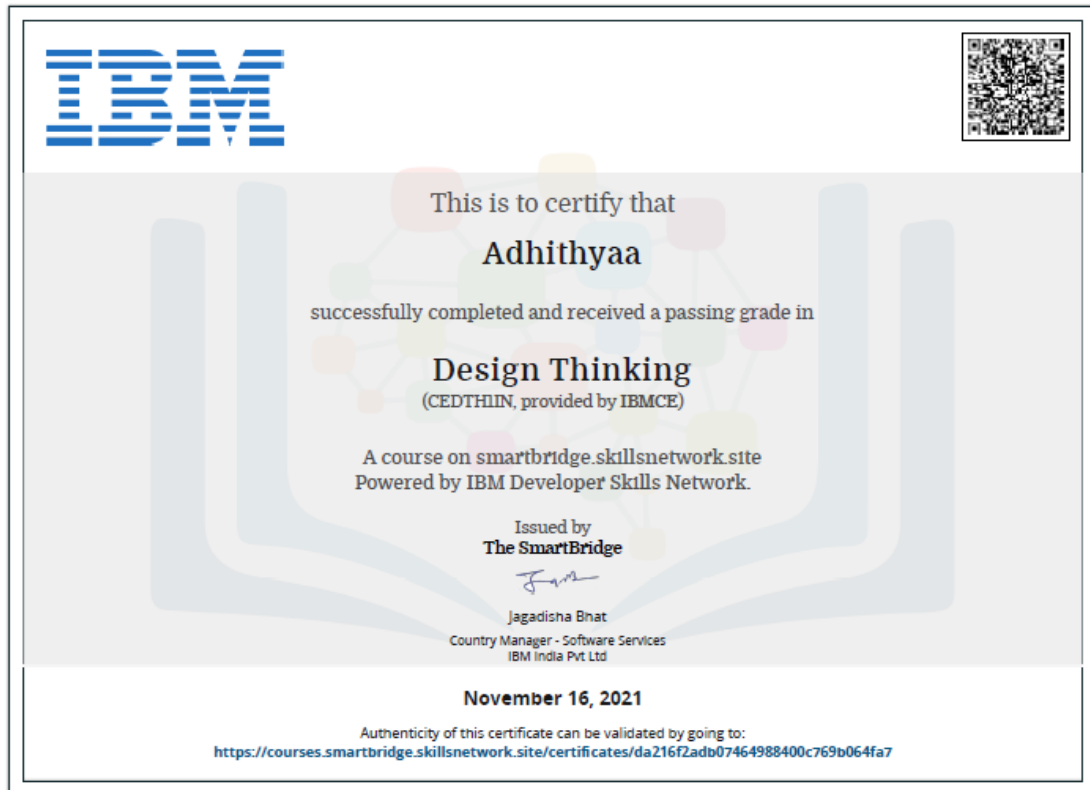 IBM
This is to certify that
Adhithyaa
successfully completed and received a passing grade in
Design Thinking
(CEDTH1IN, provided by IBMCE)
A course on smartbridge.skillsnetwork.site
Powered by IBM Developer Skills Network.
Issued by
The SmartBridge
Jagadisha Bhat
Country Manager - Software Services
IBM India Pvt Ltd
November 16, 2021
Authenticity of this certificate can be validated by going to:
https://courses.smartbridge.skillsnetwork.site/certificates/da216f2adb07464988400c769b064fa7